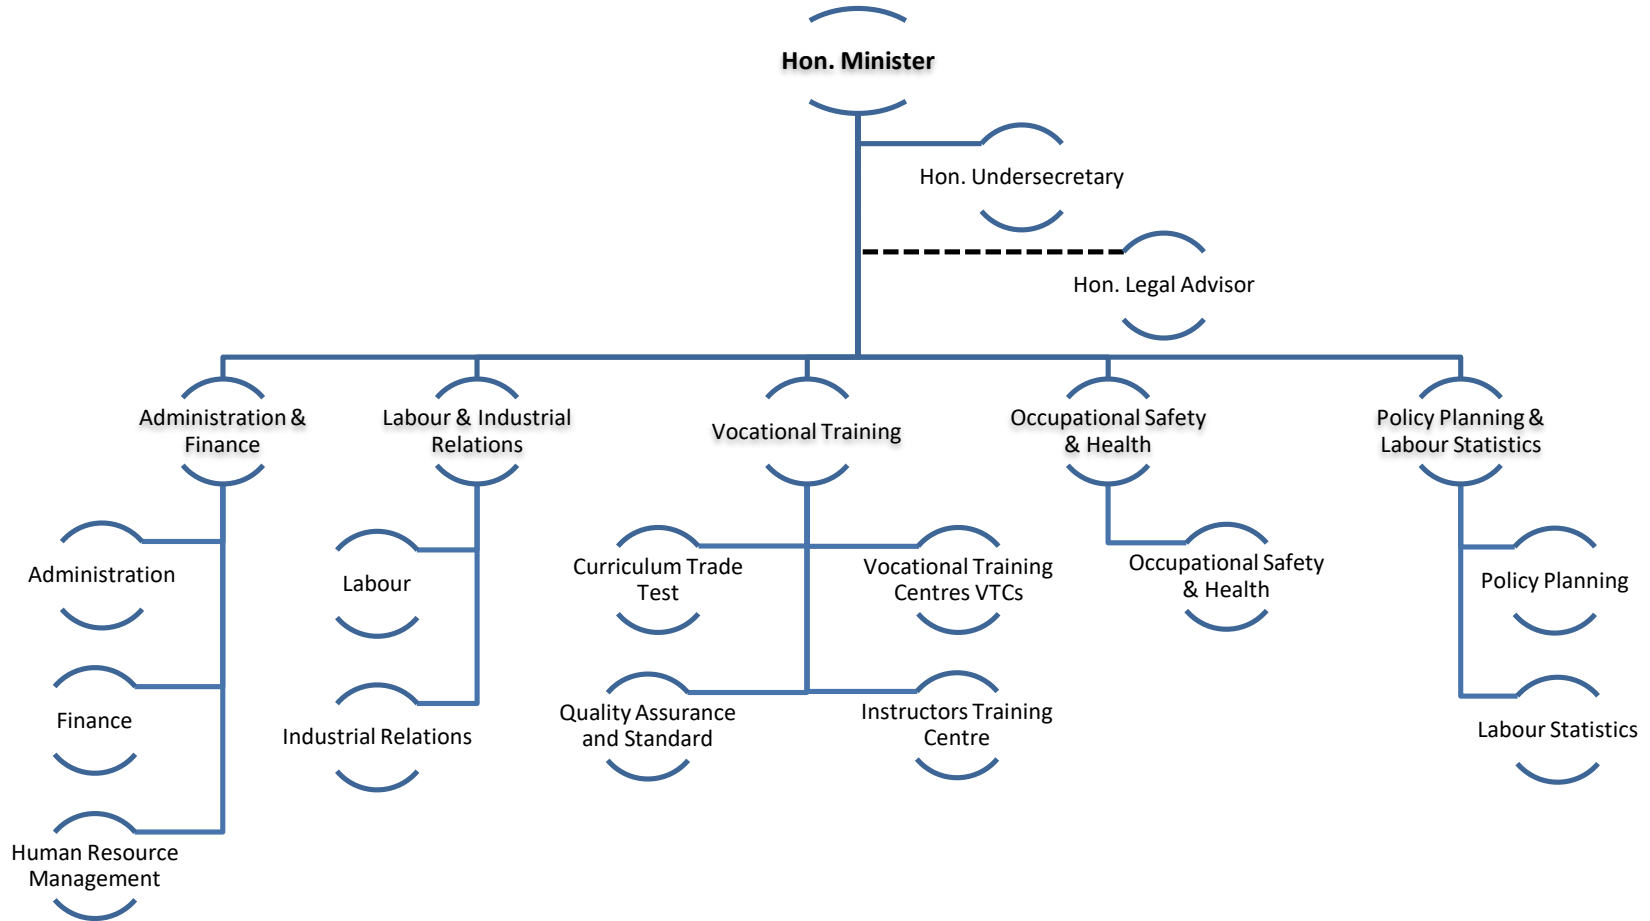 Hon. Minister
Hon. Undersecretary
Hon. Legal Advisor
Administration &
Finance
Labour & Industrial
Relations
Vocational Training
Occupational Safety
& Health
Policy Planning &
Labour Statistics
Administration
Finance
Human Resource
Management
Labour
Industrial Relations
Curriculum Trade
Test
Vocational Training
Centres VTCs
Quality Assurance
and Standard
Instructors Training
Centre
Occupational Safety
& Health
Policy Planning
Labour Statistics